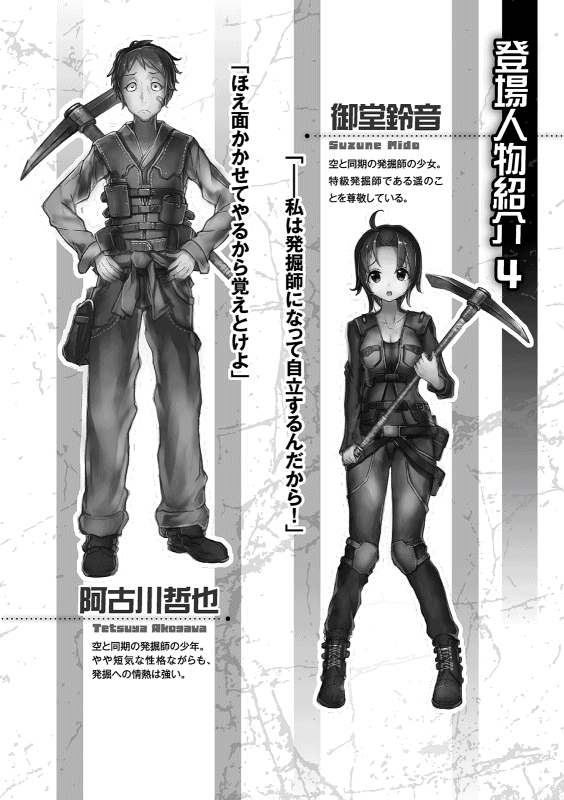 登場人物紹介 4
御堂鈴音
Suzune Mido
空と同期の発掘師の少女。
特級発掘師である遥のこ
とを尊敬している。
「――私は発掘師になって自立するんだから！」
「ほえ面かかせてやるから覚えとけよ」
阿古川哲也
Tetsuya Akogawa
空と同期の発掘師の少年。
やや短気な性格ながらも、
発掘への情熱は強い。